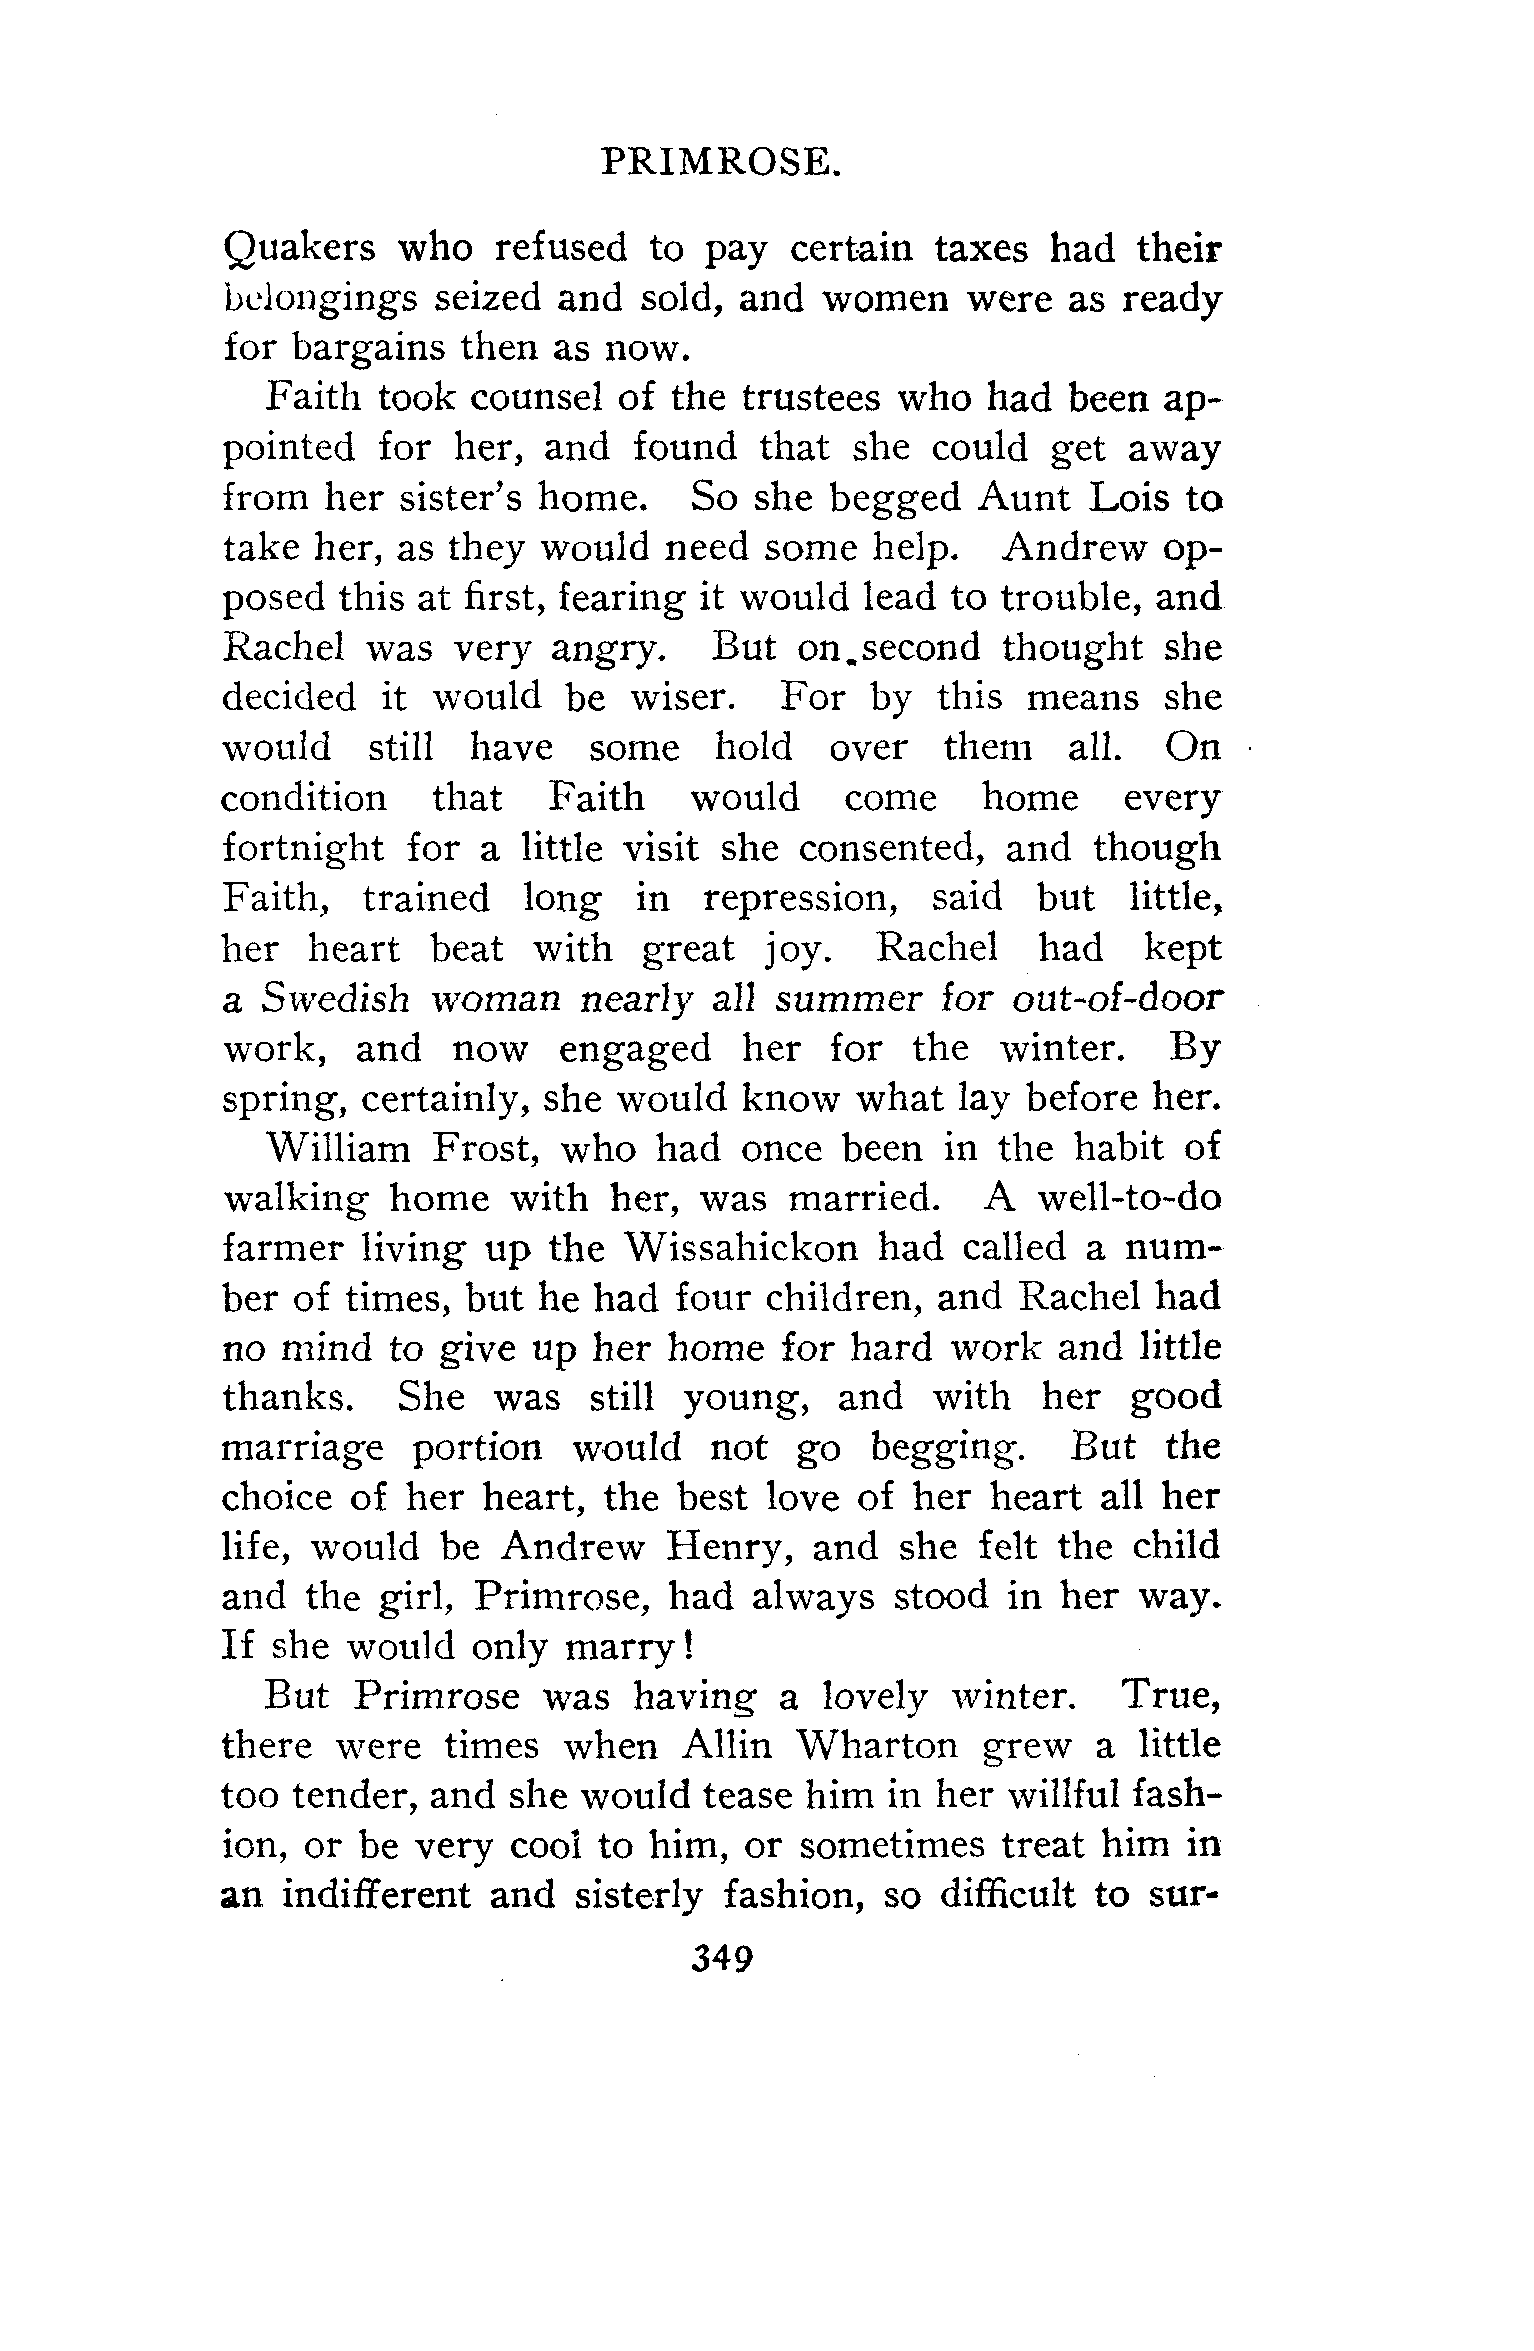 PRIMROSE.
Quakers who refused to pay certain taxes had their
belongings seized and sold, and women were as ready
for bargains then as now.
Faith took counsel of the trustees who had been ap-
pointed for her, and found that she could get away
from her sister's home. So she begged Aunt Lois to
take her, as they would need some help. Andrew op-
posed this at first, fearing it would lead to trouble, and
Rachel was very angry. But on second thought she
decided it would be wiser. For by this means she
would still have some hold over them all. On
condition that Faith would come home every
fortnight for a little visit she consented, and though
Faith, trained long in repression, said but little,
her heart beat with great joy. Rachel had kept
a Swedish woman nearly all summer for out-of-door
work, and now engaged her for the winter. By
spring, certainly, she would know what lay before her.
William Frost, who had once been in the habit of
walking home with her, was married. A well-to-do
farmer living up the Wissahickon had called a num-
ber of times, but he had four children, and Rachel had
no mind to give up her home for hard work and little
thanks. She was still young, and with her good
marriage portion would not go begging. But the
choice of her heart, the best love of her heart all her
life, would be Andrew Henry, and she felt the child
and the girl, Primrose, had always stood in her way.
If she would only marry!
But Primrose was having a lovely winter. True,
there were times when Allin Wharton grew a little
too tender, and she would tease him in her willful fash-
ion, or be very cool to him, or sometimes treat him in
an indifferent and sisterly fashion, so difficult to sur-
349